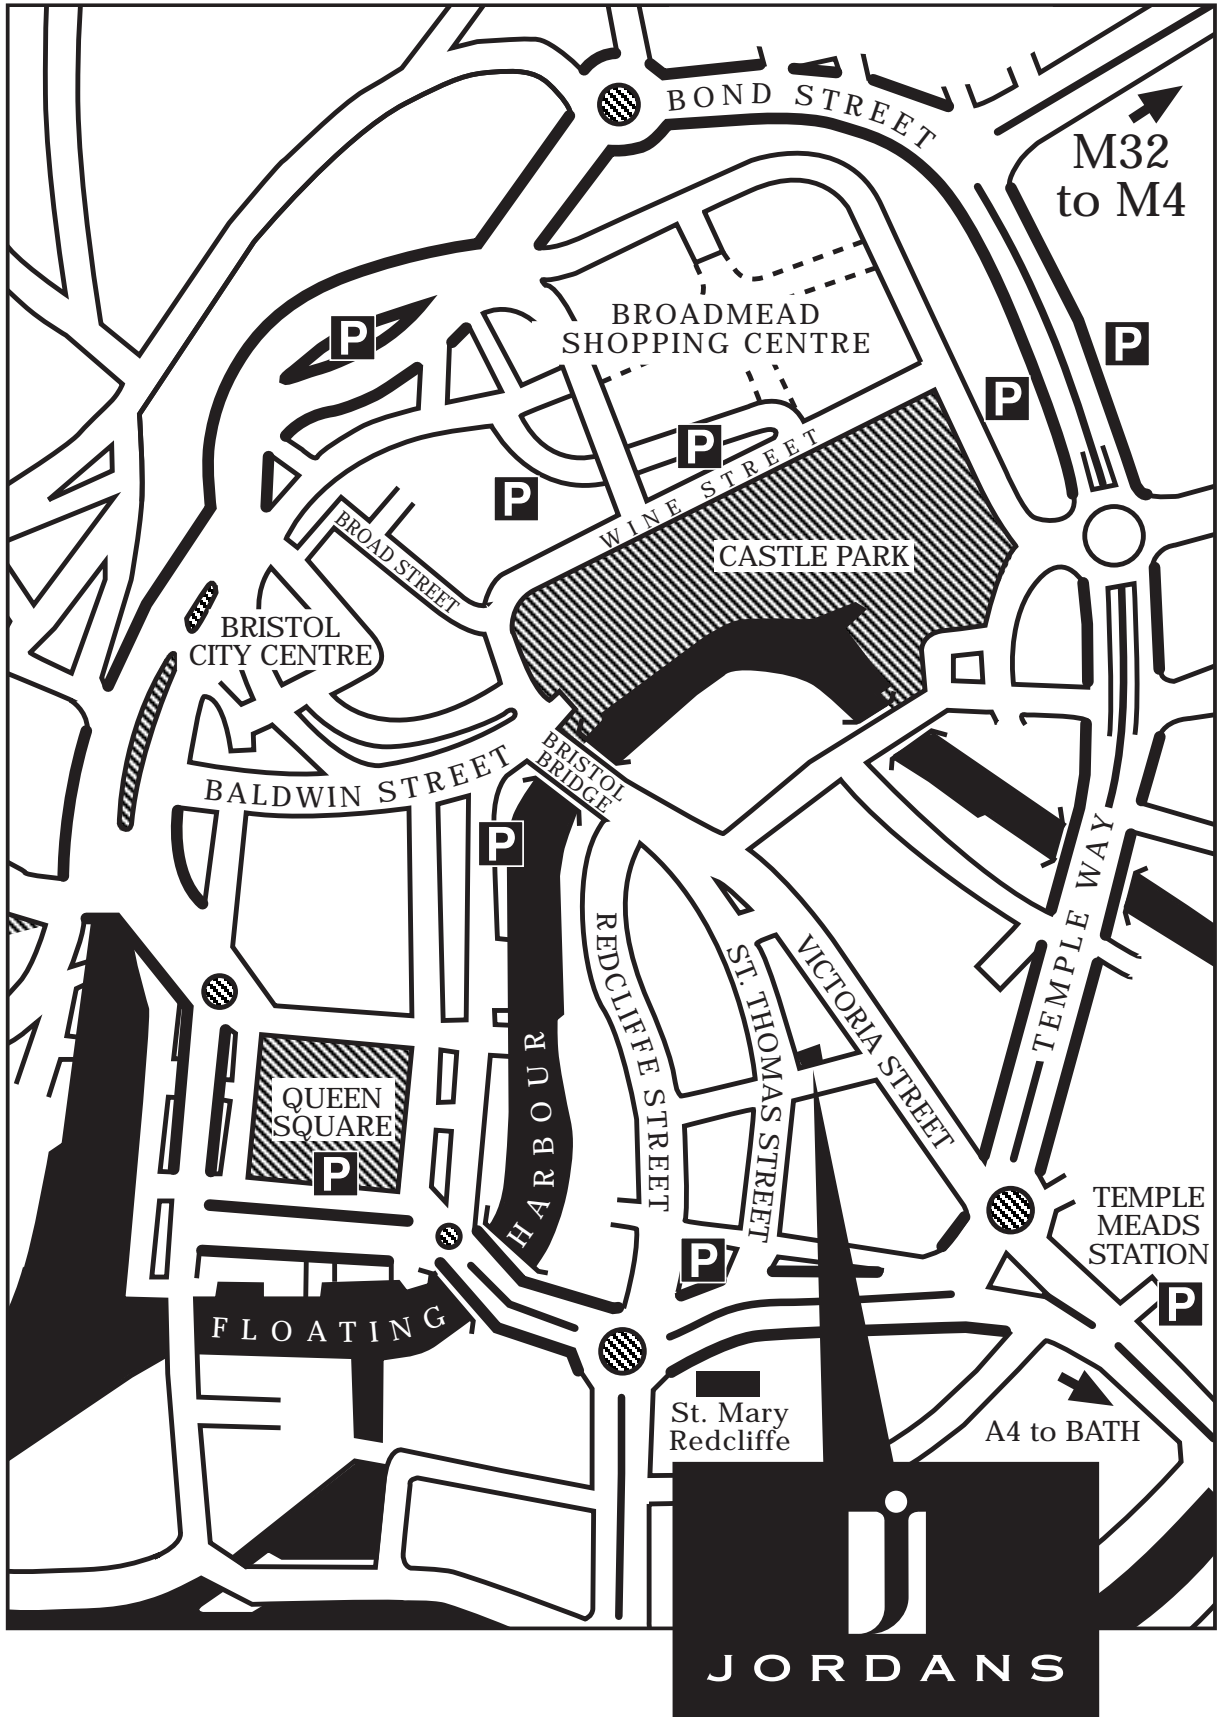 BOND STREET
M32
to M4
P
BROADMEAD
SHOPPING CENTRE
P
P
P
P
WINE STREET
P
BROAD STREET
CASTLE PARK
BRISTOL
CITY CENTRE
BRISTOL
BRIDGE
BALDWIN STREET
P
TEMPLE WAY
REDCLIFFE STREET
ST. THOMAS STREET
VICTORIA STREET
QUEEN
SQUARE
P
HARBOUR
FLOATING
P
TEMPLE
MEADS
STATION
P
St. Mary
Redcliffe
A4 to BATH
JORDANS